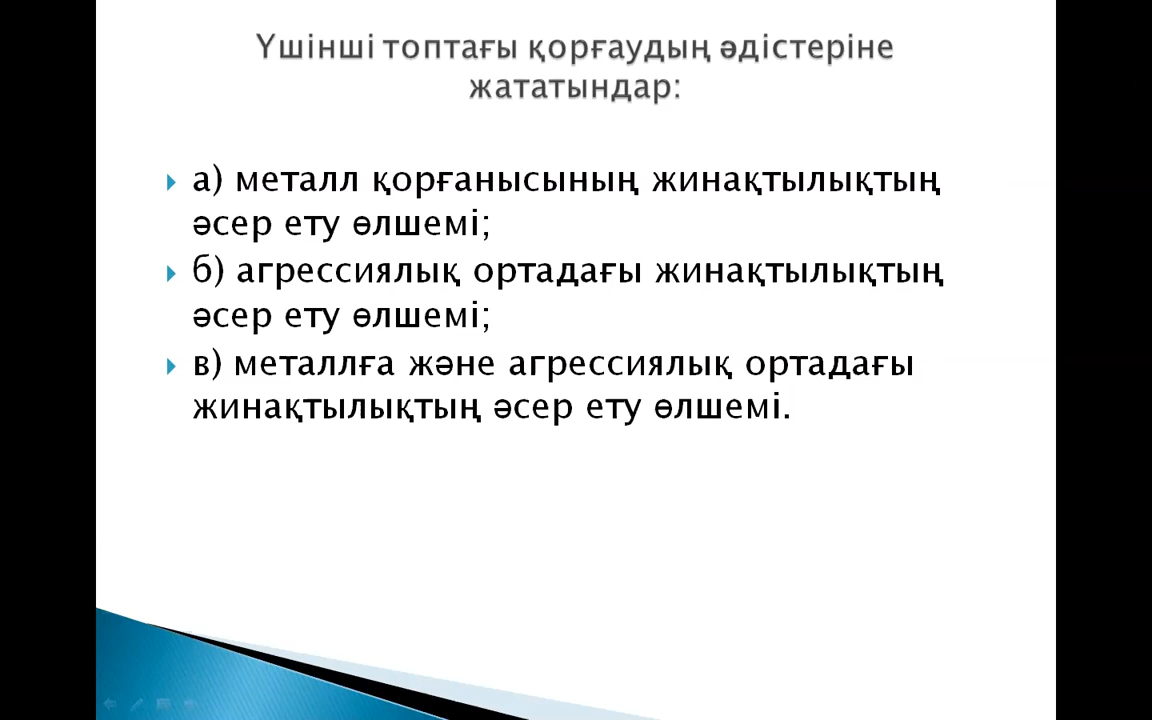 Үшінші топтағы қорғаудың әдістеріне
жататындар:
а) металл қорғанысының жинақтылықтың
әсер ету өлшемі;
б) агрессиялық ортадағы жинақтылықтың
әсер ету өлшемі;
в) металлға және агрессиялық ортадағы
жинақтылықтың әсер ету өлшемі.